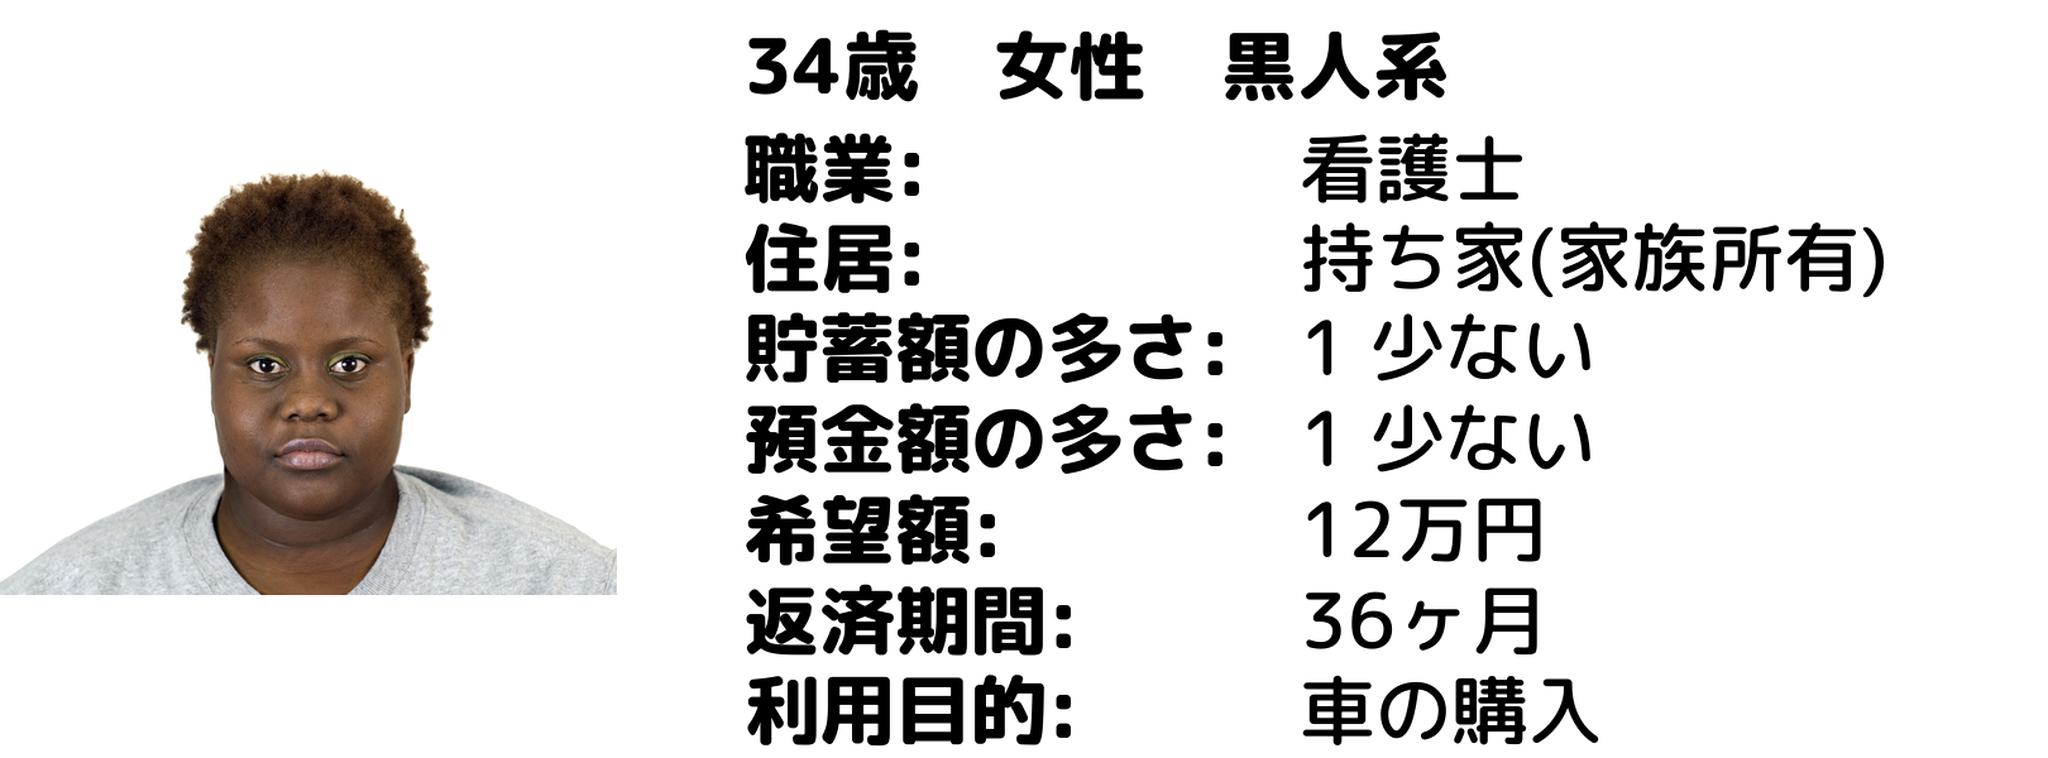 34歳　女性　黒人系
職業: 看護士
住居: 持ち家(家族所有)
貯蓄額の多さ: 1 少ない
預金額の多さ: 1 少ない
希望額: 12万円
返済期間: 36ヶ月
利用目的: 車の購入